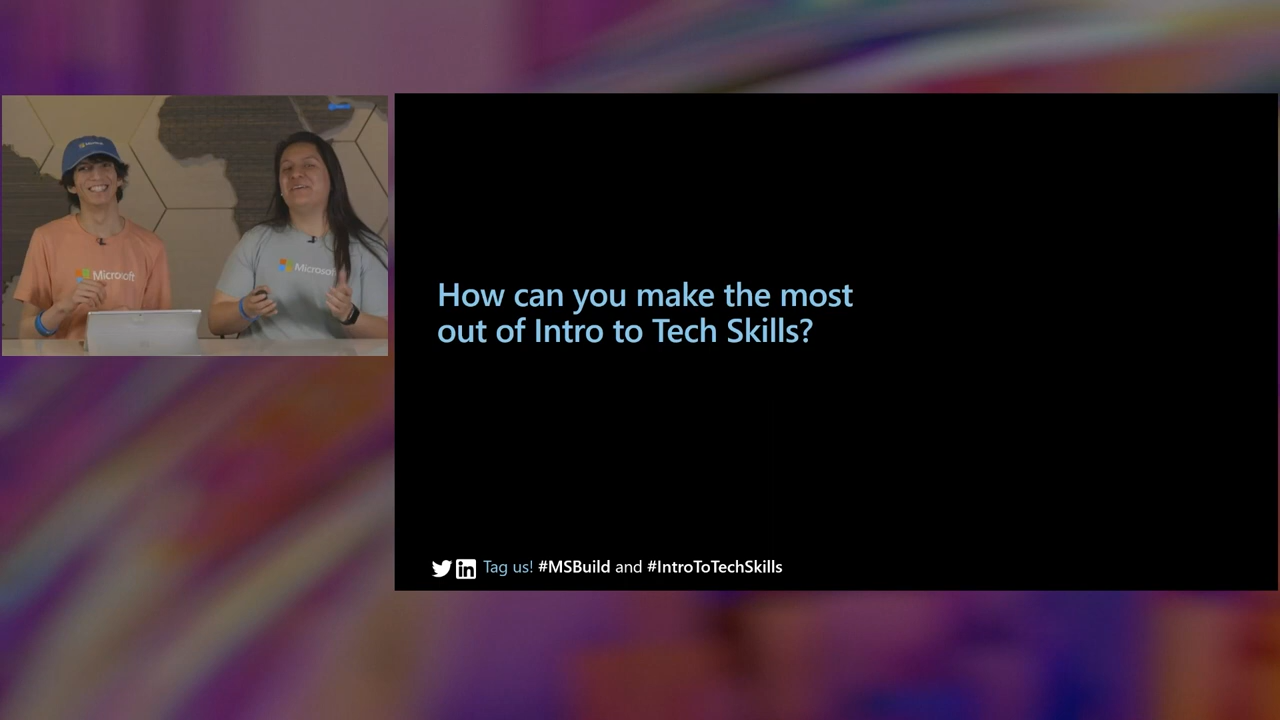 Microsoft
Microsoft
How can you make the most
out of Intro to Tech Skills?
in Tag us! #MSBuild and #IntroToTechSkills